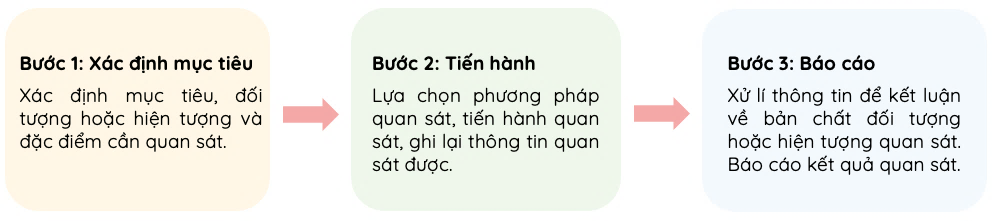 Bước 1: Xác định mục tiêu
Xác định mục tiêu, đối
tượng hoặc hiện tượng và
đặc điểm cần quan sát.
Bước 2: Tiến hành
Lựa chọn phương pháp
quan sát, tiến hành quan
sát, ghi lại thông tin quan
sát được.
Bước 3: Báo cáo
Xử lí thông tin để kết luận
về bản chất đối tượng
hoặc hiện tượng quan sát.
Báo cáo kết quả quan sát.